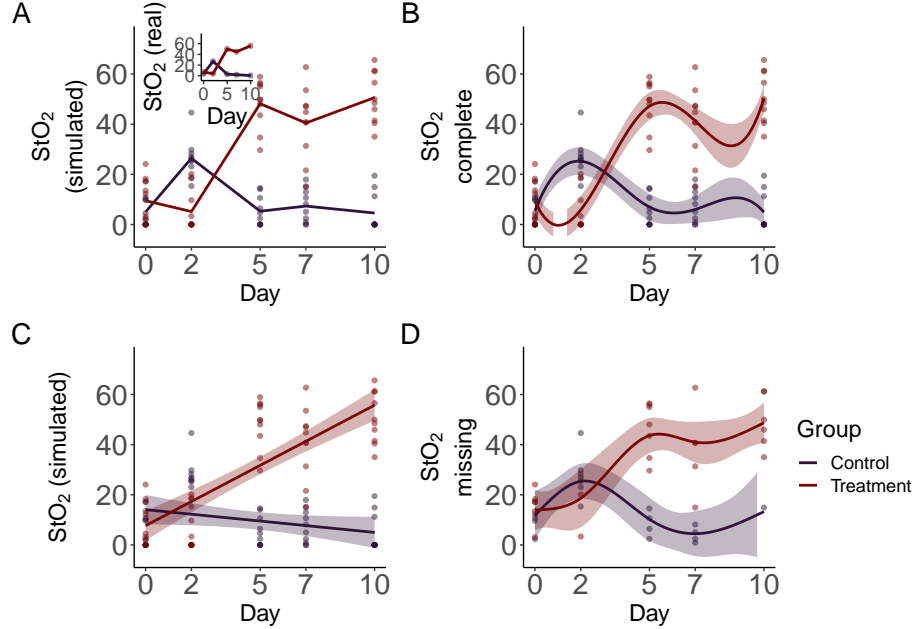 A
StO2
(simulated)
60
40
20
0
0
2
5
7
10
Day
StO2 (real)
60
40
20
0
0
5
10
Day
B
StO2
complete
60
40
20
0
0
2
5
7
10
Day
C
StO2 (simulated)
60
40
20
0
0
2
5
7
10
Day
D
StO2
missing
60
40
20
0
0
2
5
7
10
Day
Group
Control
Treatment